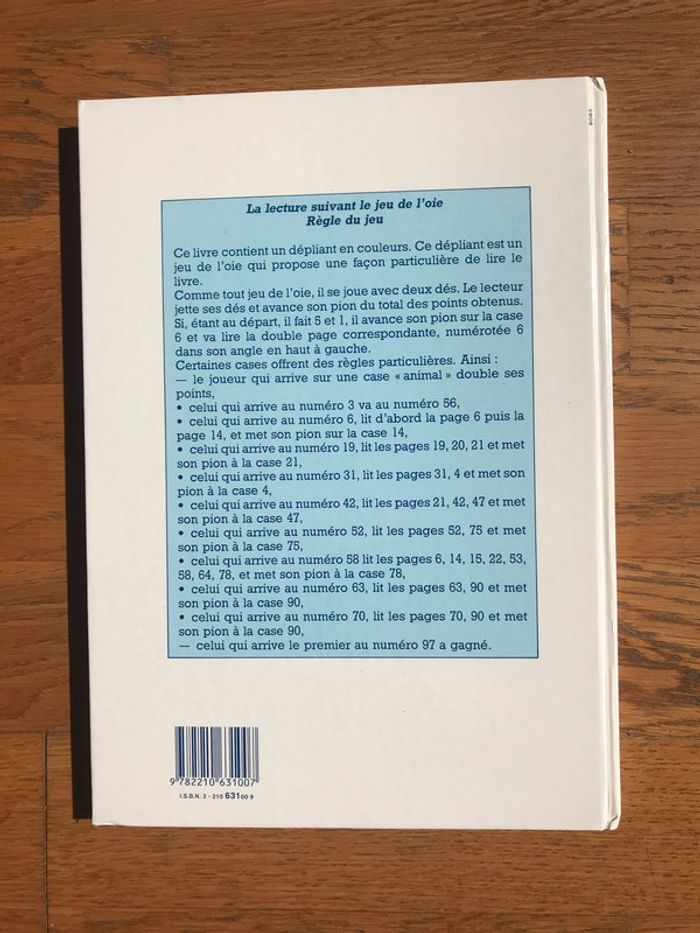 8085
La lecture suivant le jeu de l'oie
Règle du jeu
Ce livre contient un dépliant en couleurs. Ce dépliant est un
jeu de l'oie qui propose une façon particulière de lire le
livre.
Comme tout jeu de l'oie, il se joue avec deux dés. Le lecteur
jette ses dés et avance son pion du total des points obtenus.
Si, étant au départ, il fait 5 et 1, il avance son pion sur la case
6 et va lire la double page correspondante, numérotée 6
dans son angle en haut à gauche.
Certaines cases offrent des règles particulières. Ainsi :
— le joueur qui arrive sur une case « animal » double ses
points,
• celui qui arrive au numéro 3 va au numéro 56,
• celui qui arrive au numéro 6, lit d'abord la page 6 puis la
page 14, et met son pion sur la case 14,
• celui qui arrive au numéro 19, lit les pages 19, 20, 21 et met
son pion à la case 21,
• celui qui arrive au numéro 31, lit les pages 31, 4 et met son
pion à la case 4,
• celui qui arrive au numéro 42, lit les pages 21, 42, 47 et met
son pion à la case 47,
• celui qui arrive au numéro 52, lit les pages 52, 75 et met
son pion à la case 75,
• celui qui arrive au numéro 58 lit les pages 6, 14, 15, 22, 53,
58, 64, 78, et met son pion à la case 78,
• celui qui arrive au numéro 63, lit les pages 63, 90 et met
son pion à la case 90,
• celui qui arrive au numéro 70, lit les pages 70, 90 et met
son pion à la case 90,
— celui qui arrive le premier au numéro 97 a gagné.
9 782210 631007
I.S.B.N. 2 - 210 631 00 9